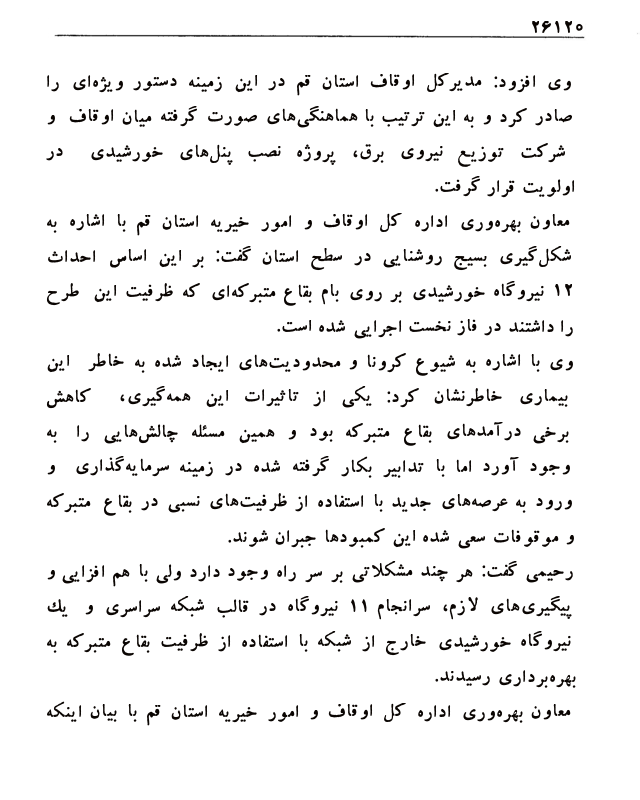 ۲۶۱۲۰
وی افزود: مدیرکل اوقاف استان قم در این زمینه دستور ویژه‌ای را
صادر کرد و به این ترتیب با هماهنگی‌های صورت گرفته میان اوقاف و
شرکت توزیع نیروی برق، پروژه نصب پنل‌های خورشیدی در
اولویت قرار گرفت.
معاون بهره‌وری اداره کل اوقاف و امور خیریه استان قم با اشاره به
شکل‌گیری بسیج روشنایی در سطح استان گفت: بر این اساس احداث
۱۲ نیروگاه خورشیدی بر روی بام بقاع متبرکه‌ای که ظرفیت این طرح
را داشتند در فاز نخست اجرایی شده است.
وی با اشاره به شیوع کرونا و محدودیت‌های ایجاد شده به خاطر این
بیماری خاطرنشان کرد: یکی از تاثیرات این همه‌گیری، کاهش
برخی درآمدهای بقاع متبرکه بود و همین مسئله چالش‌هایی را به
وجود آورد اما با تدابیر بکار گرفته شده در زمینه سرمایه‌گذاری و
ورود به عرصه‌های جدید با استفاده از ظرفیت‌های نسبی در بقاع متبرکه
و موقوفات سعی شده این کمبودها جبران شوند.
رحیمی گفت: هر چند مشکلاتی بر سر راه وجود دارد ولی با هم افزایی و
پیگیری‌های لازم، سرانجام ۱۱ نیروگاه در قالب شبکه سراسری و یك
نیروگاه خورشیدی خارج از شبکه با استفاده از ظرفیت بقاع متبرکه به
بهره‌برداری رسیدند.
معاون بهره‌وری اداره کل اوقاف و امور خیریه استان قم با بیان اینکه